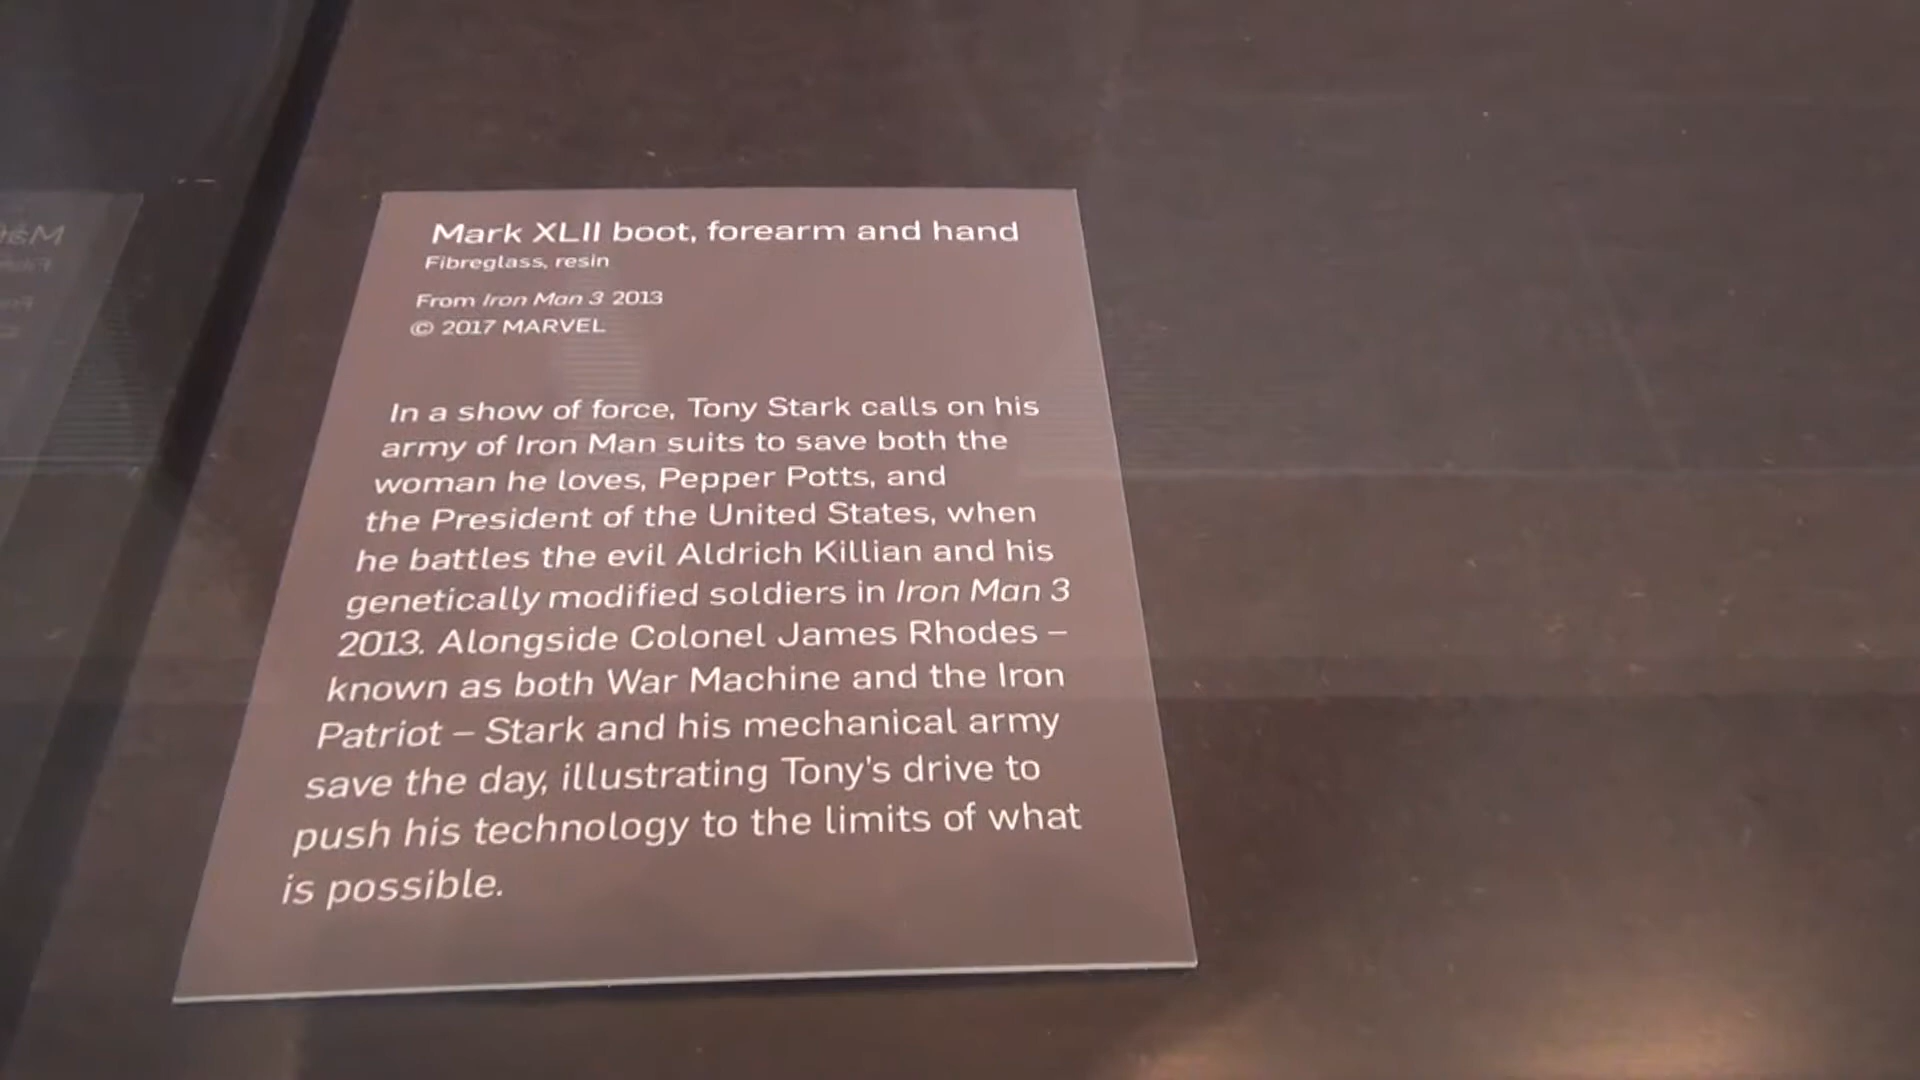 Mark XLII boot, forearm and hand
Fibreglass, resin
From Iron Man 3 2013
© 2017 MARVEL
In a show of force, Tony Stark calls on his
army of Iron Man suits to save both the
woman he loves, Pepper Potts, and
the President of the United States, when
he battles the evil Aldrich Killian and his
genetically modified soldiers in Iron Man 3
2013. Alongside Colonel James Rhodes –
known as both War Machine and the Iron
Patriot – Stark and his mechanical army
save the day, illustrating Tony's drive to
push his technology to the limits of what
is possible.